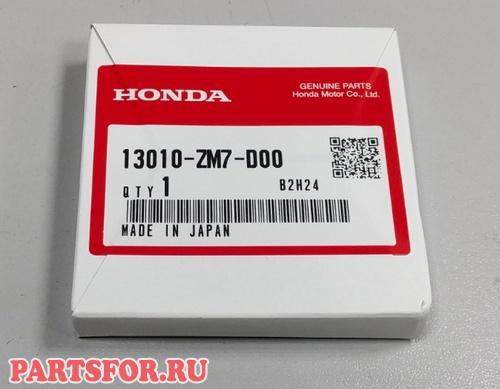 HONDA
GENUINE PARTS
Honda Motor Co., Ltd.
13010-ZM7-D00
QTY 1 B2H24
MADE IN JAPAN
PARTSFOR.RU